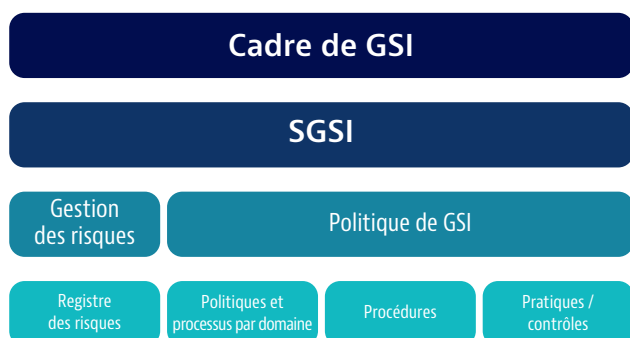 Cadre de GSI
SGSI
Gestion
des risques
Politique de GSI
Registre
des risques
Politiques et
processus par domaine
Procédures
Pratiques /
contrôles